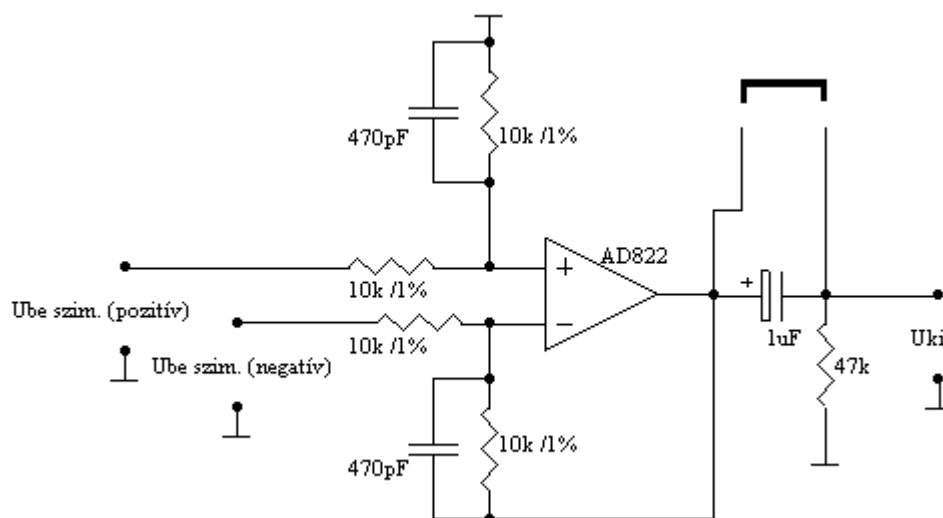 470pF
10k /1%
AD822
+
10k /1%
+
Ube szim. (pozitív)
−
1uF
Uki
10k /1%
Ube szim. (negatív)
47k
10k /1%
470pF